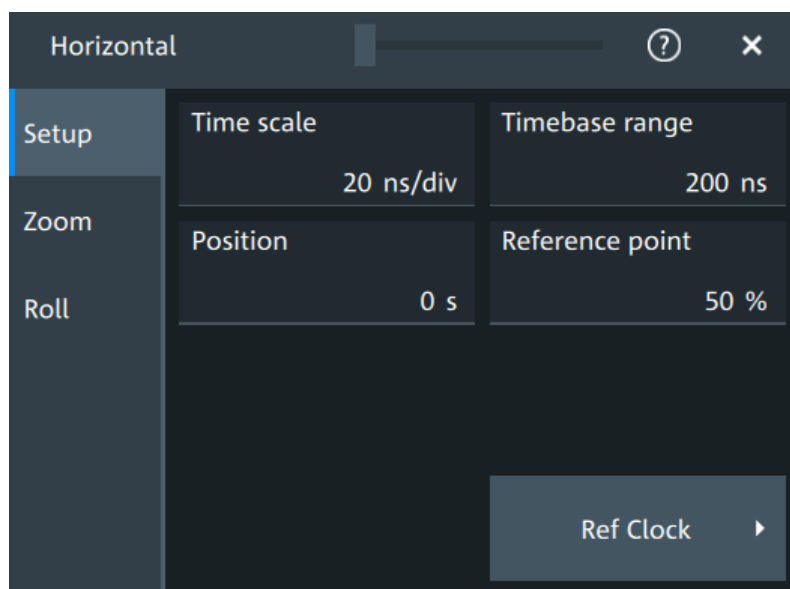 Horizontal
?
×
Setup
Zoom
Roll
Time scale
20 ns/div
Timebase range
200 ns
Position
0 s
Reference point
50 %
Ref Clock